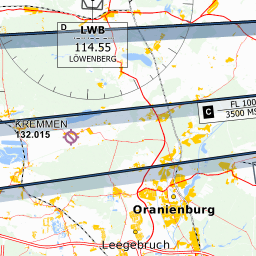 D
LWB
114.55
LÖWENBERG
C
FL 100
3500 MS
KREMMEN
132.015
Oranienburg
Leegebruch